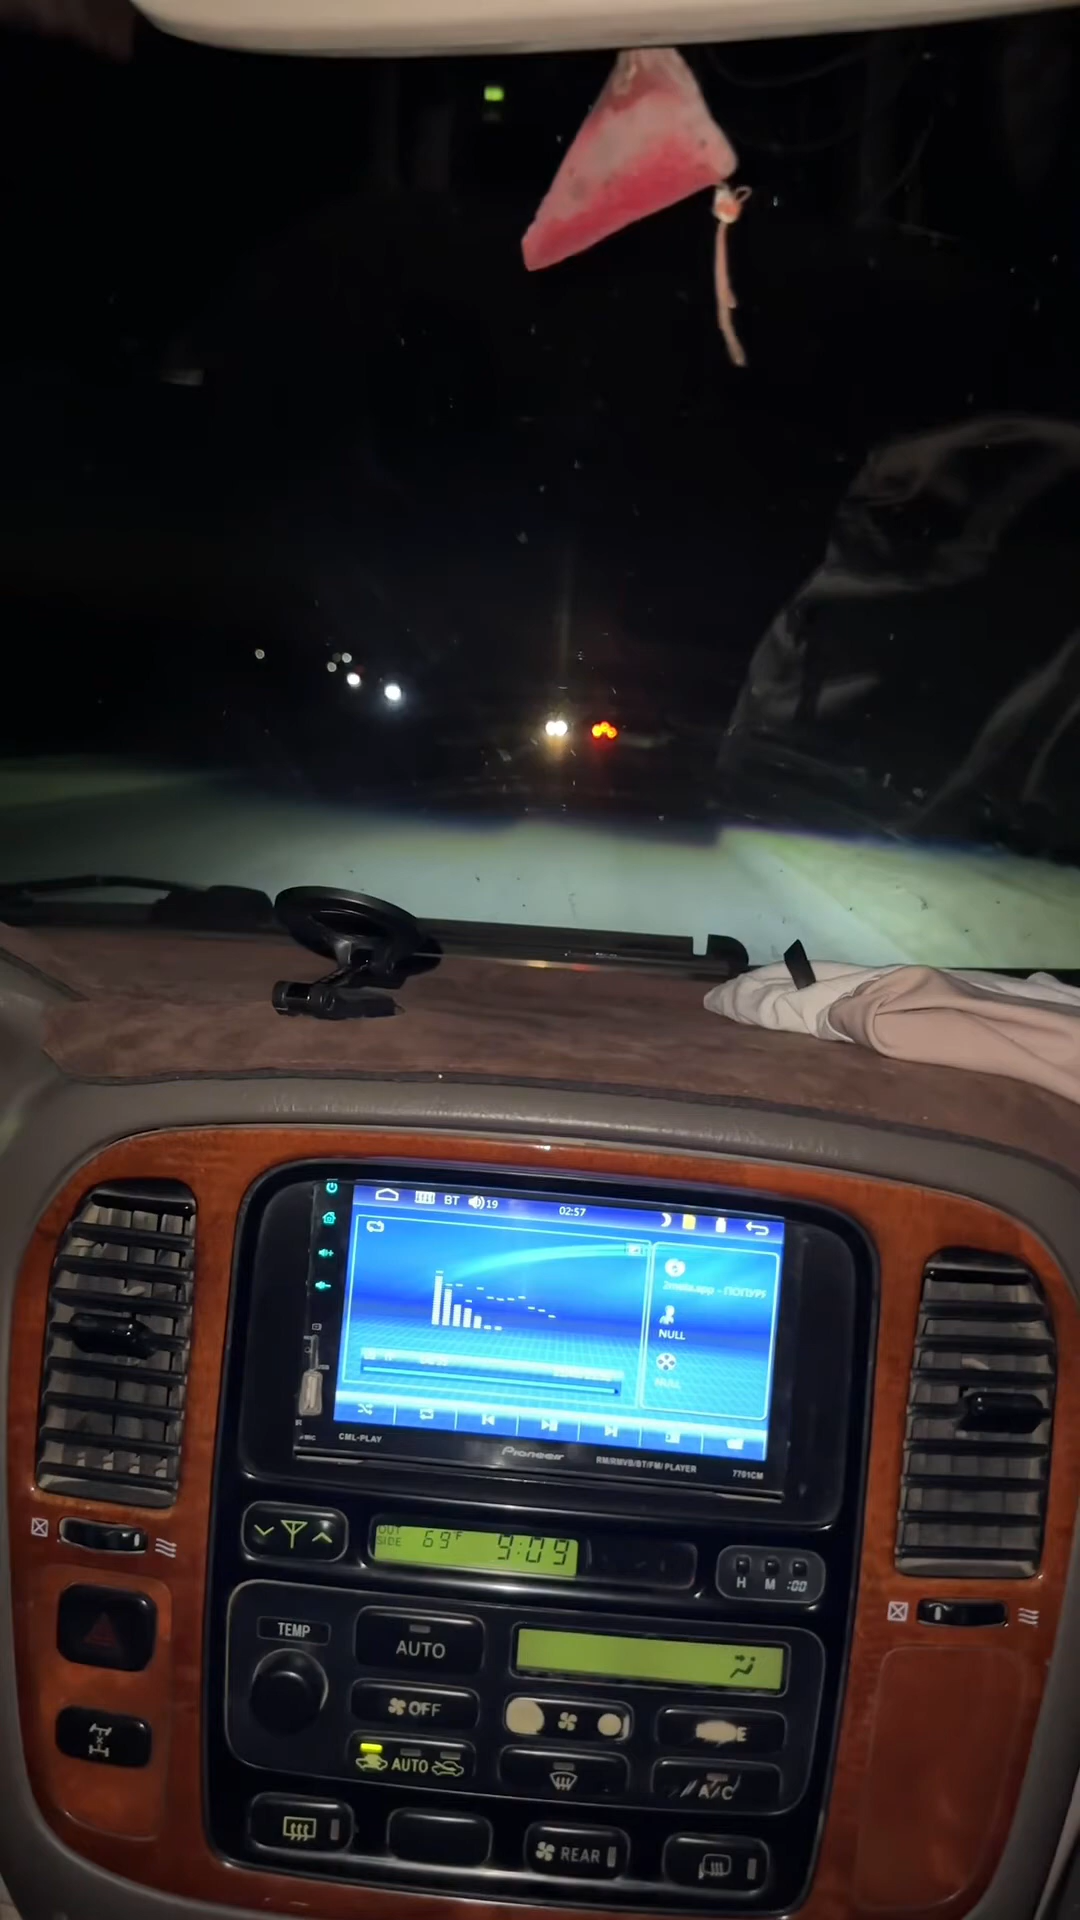 BT 19 02:57
NULL
CML-PLAY Pioneer RM/RMVB/BT/FM/ PLAYER 7701CM
OUT SIDE 69°F 9:09
H M :00
TEMP
AUTO
OFF
AUTO
A/C
REAR